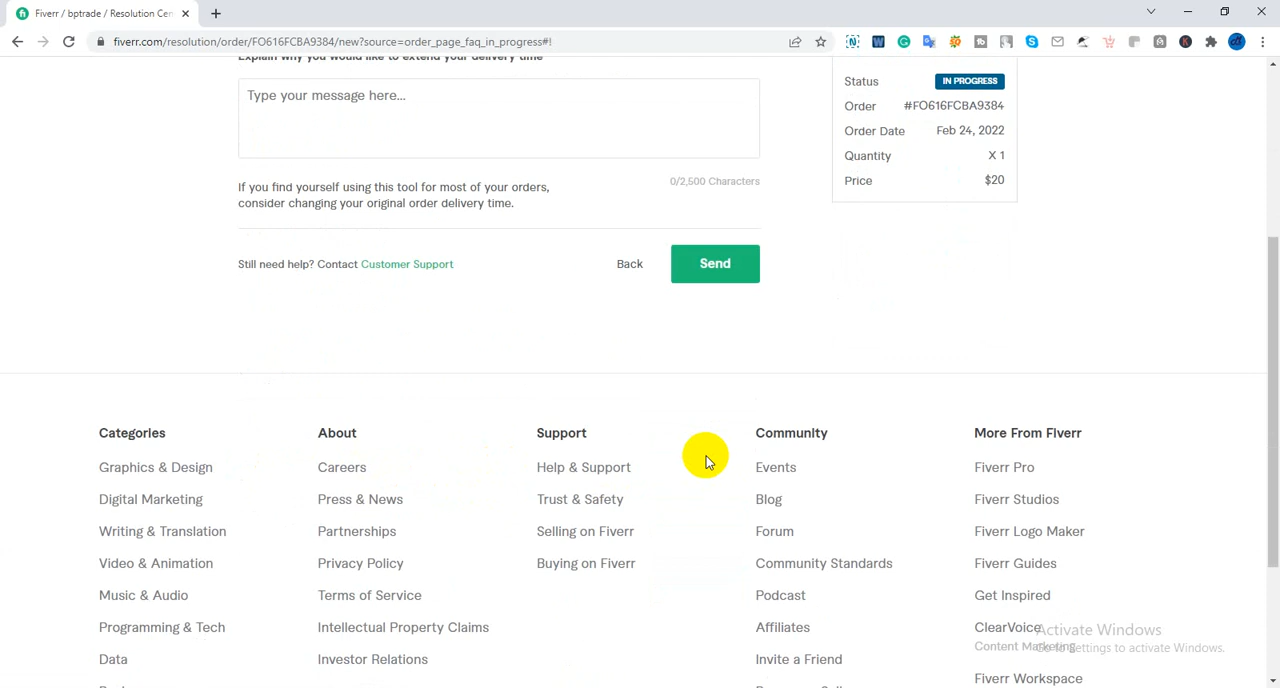 Fiverr / bptrade / Resolution Cen
fiverr.com/resolution/order/FO616FCBA9384/new?source=order_page_faq_in_progress#!
Explain why you would like to extend your delivery time
Type your message here...
If you find yourself using this tool for most of your orders,
consider changing your original order delivery time.
0/2,500 Characters
Still need help? Contact Customer Support
Back
Send
Status IN PROGRESS
Order #FO616FCBA9384
Order Date Feb 24, 2022
Quantity X 1
Price $20
Categories
Graphics & Design
Digital Marketing
Writing & Translation
Video & Animation
Music & Audio
Programming & Tech
Data
About
Careers
Press & News
Partnerships
Privacy Policy
Terms of Service
Intellectual Property Claims
Investor Relations
Support
Help & Support
Trust & Safety
Selling on Fiverr
Buying on Fiverr
Community
Events
Blog
Forum
Community Standards
Podcast
Affiliates
Invite a Friend
More From Fiverr
Fiverr Pro
Fiverr Studios
Fiverr Logo Maker
Fiverr Guides
Get Inspired
ClearVoice
Content Marketing
Fiverr Workspace
Activate Windows
Go to Settings to activate Windows.